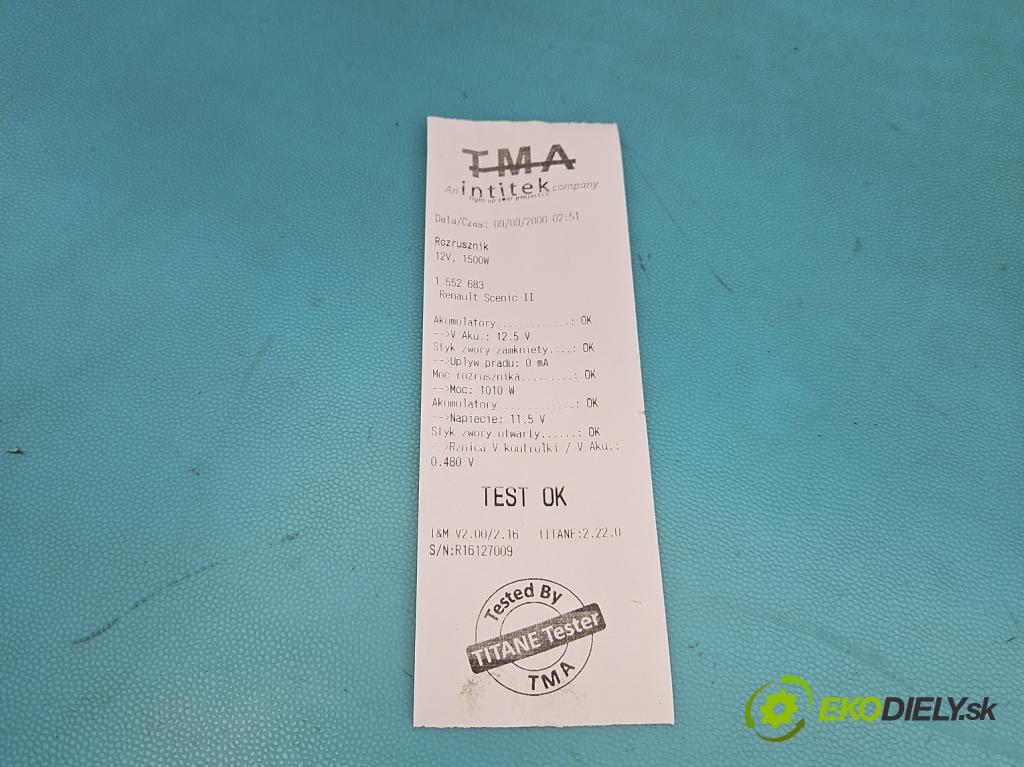 TMA
An intitek company
light up your projects
Data/Czas: 09/09/2000 02:51
Rozrusznik
12V, 1500W
1 552 683
Renault Scenic II
Akumulatory............: OK
-->V Aku.: 12.5 V
Styk zwory zamkniety....: OK
-->Uplyw pradu: 0 mA
Moc rozrusznika.........: OK
-->Moc: 1010 W
Akumulatory.............: OK
-->Napiecie: 11.5 V
Styk zwory otwarty......: OK
-->Rznica V kontrolki / V Aku.:
0.480 V
TEST OK
I&M V2.00/2.16 TITANE:2.22.0
S/N:R16127009
Tested By
TITANE Tester
TMA
EKODIELY.sk